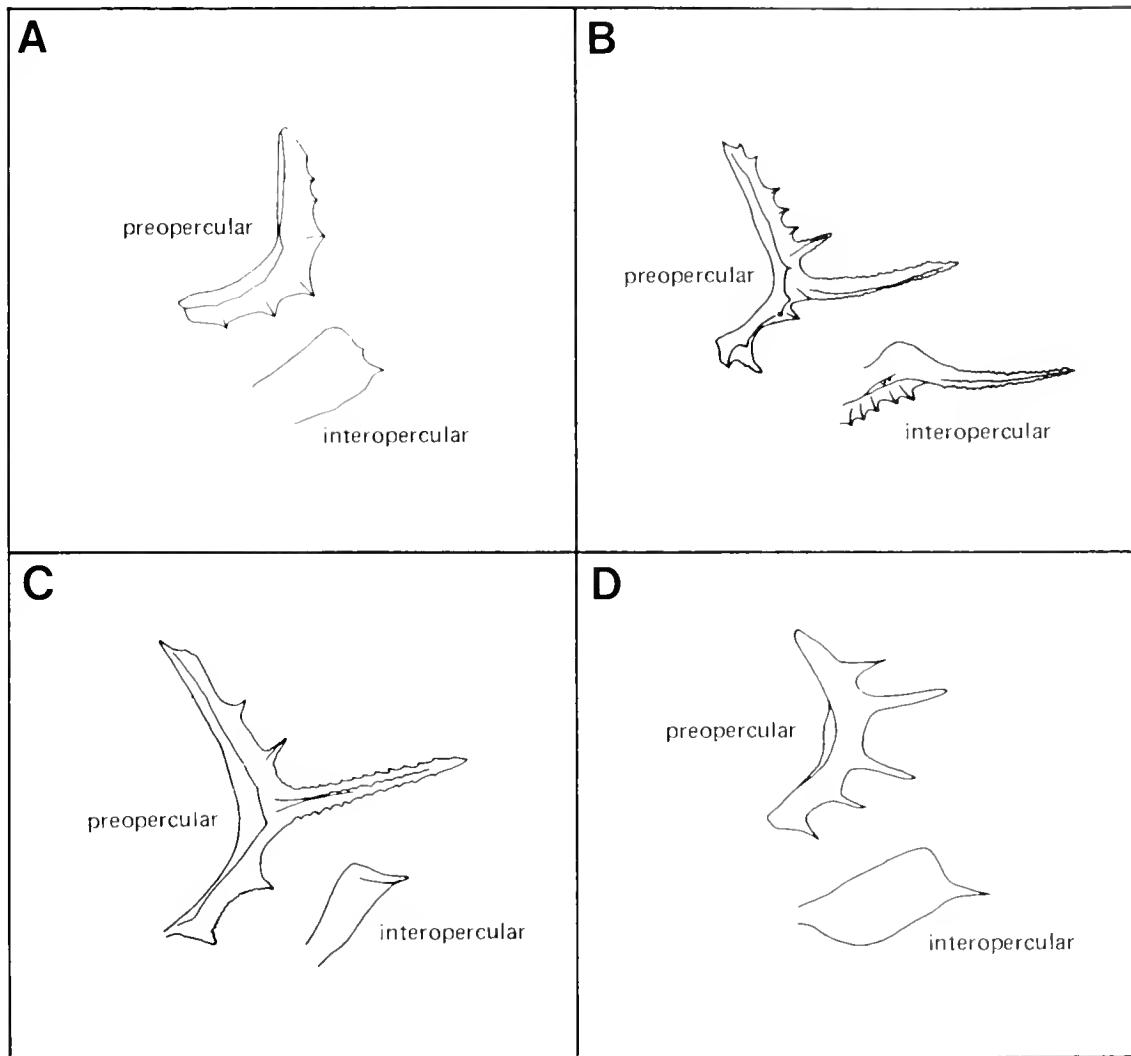 A
preopercular
interopercular
B
preopercular
interopercular
C
preopercular
interopercular
D
preopercular
interopercular